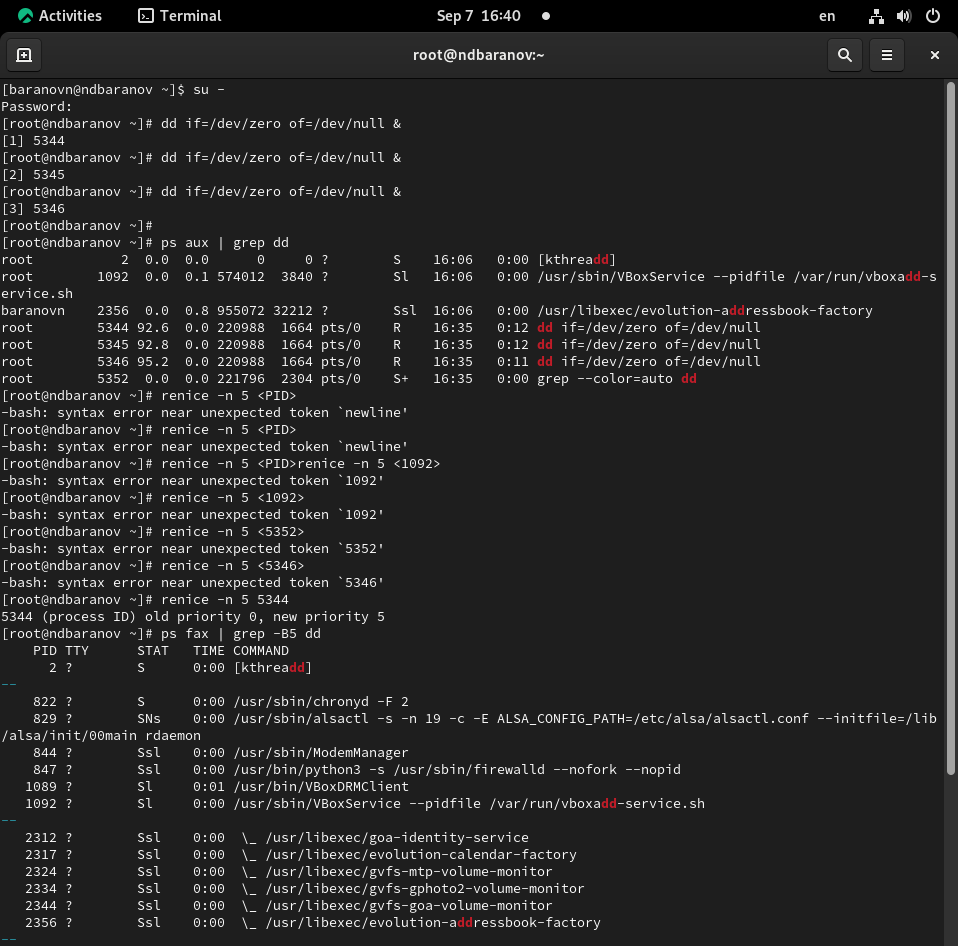 Activities Terminal Sep 7 16:40 en
root@ndbaranov:~
[baranovn@ndbaranov ~]$ su -
Password:
[root@ndbaranov ~]# dd if=/dev/zero of=/dev/null &
[1] 5344
[root@ndbaranov ~]# dd if=/dev/zero of=/dev/null &
[2] 5345
[root@ndbaranov ~]# dd if=/dev/zero of=/dev/null &
[3] 5346
[root@ndbaranov ~]#
[root@ndbaranov ~]# ps aux | grep dd
root           2  0.0  0.0      0     0 ?        S    16:06   0:00 [kthreadd]
root        1092  0.0  0.1 574012  3840 ?        Sl   16:06   0:00 /usr/sbin/VBoxService --pidfile /var/run/vboxadd-s
ervice.sh
baranovn    2356  0.0  0.8 955072 32212 ?        Ssl  16:06   0:00 /usr/libexec/evolution-addressbook-factory
root        5344 92.6  0.0 220988  1664 pts/0    R    16:35   0:12 dd if=/dev/zero of=/dev/null
root        5345 92.8  0.0 220988  1664 pts/0    R    16:35   0:12 dd if=/dev/zero of=/dev/null
root        5346 95.2  0.0 220988  1664 pts/0    R    16:35   0:11 dd if=/dev/zero of=/dev/null
root        5352  0.0  0.0 221796  2304 pts/0    S+   16:35   0:00 grep --color=auto dd
[root@ndbaranov ~]# renice -n 5 <PID>
-bash: syntax error near unexpected token `newline'
[root@ndbaranov ~]# renice -n 5 <PID>
-bash: syntax error near unexpected token `newline'
[root@ndbaranov ~]# renice -n 5 <PID>renice -n 5 <1092>
-bash: syntax error near unexpected token `1092'
[root@ndbaranov ~]# renice -n 5 <1092>
-bash: syntax error near unexpected token `1092'
[root@ndbaranov ~]# renice -n 5 <5352>
-bash: syntax error near unexpected token `5352'
[root@ndbaranov ~]# renice -n 5 <5346>
-bash: syntax error near unexpected token `5346'
[root@ndbaranov ~]# renice -n 5 5344
5344 (process ID) old priority 0, new priority 5
[root@ndbaranov ~]# ps fax | grep -B5 dd
    PID TTY      STAT   TIME COMMAND
      2 ?        S      0:00 [kthreadd]
--
    822 ?        S      0:00 /usr/sbin/chronyd -F 2
    829 ?        SNs    0:00 /usr/sbin/alsactl -s -n 19 -c -E ALSA_CONFIG_PATH=/etc/alsa/alsactl.conf --initfile=/lib
/alsa/init/00main rdaemon
    844 ?        Ssl    0:00 /usr/sbin/ModemManager
    847 ?        Ssl    0:00 /usr/bin/python3 -s /usr/sbin/firewalld --nofork --nopid
   1089 ?        Sl     0:01 /usr/bin/VBoxDRMClient
   1092 ?        Sl     0:00 /usr/sbin/VBoxService --pidfile /var/run/vboxadd-service.sh
--
   2312 ?        Ssl    0:00  \_ /usr/libexec/goa-identity-service
   2317 ?        Ssl    0:00  \_ /usr/libexec/evolution-calendar-factory
   2324 ?        Ssl    0:00  \_ /usr/libexec/gvfs-mtp-volume-monitor
   2334 ?        Ssl    0:00  \_ /usr/libexec/gvfs-gphoto2-volume-monitor
   2344 ?        Ssl    0:00  \_ /usr/libexec/gvfs-goa-volume-monitor
   2356 ?        Ssl    0:00  \_ /usr/libexec/evolution-addressbook-factory
--